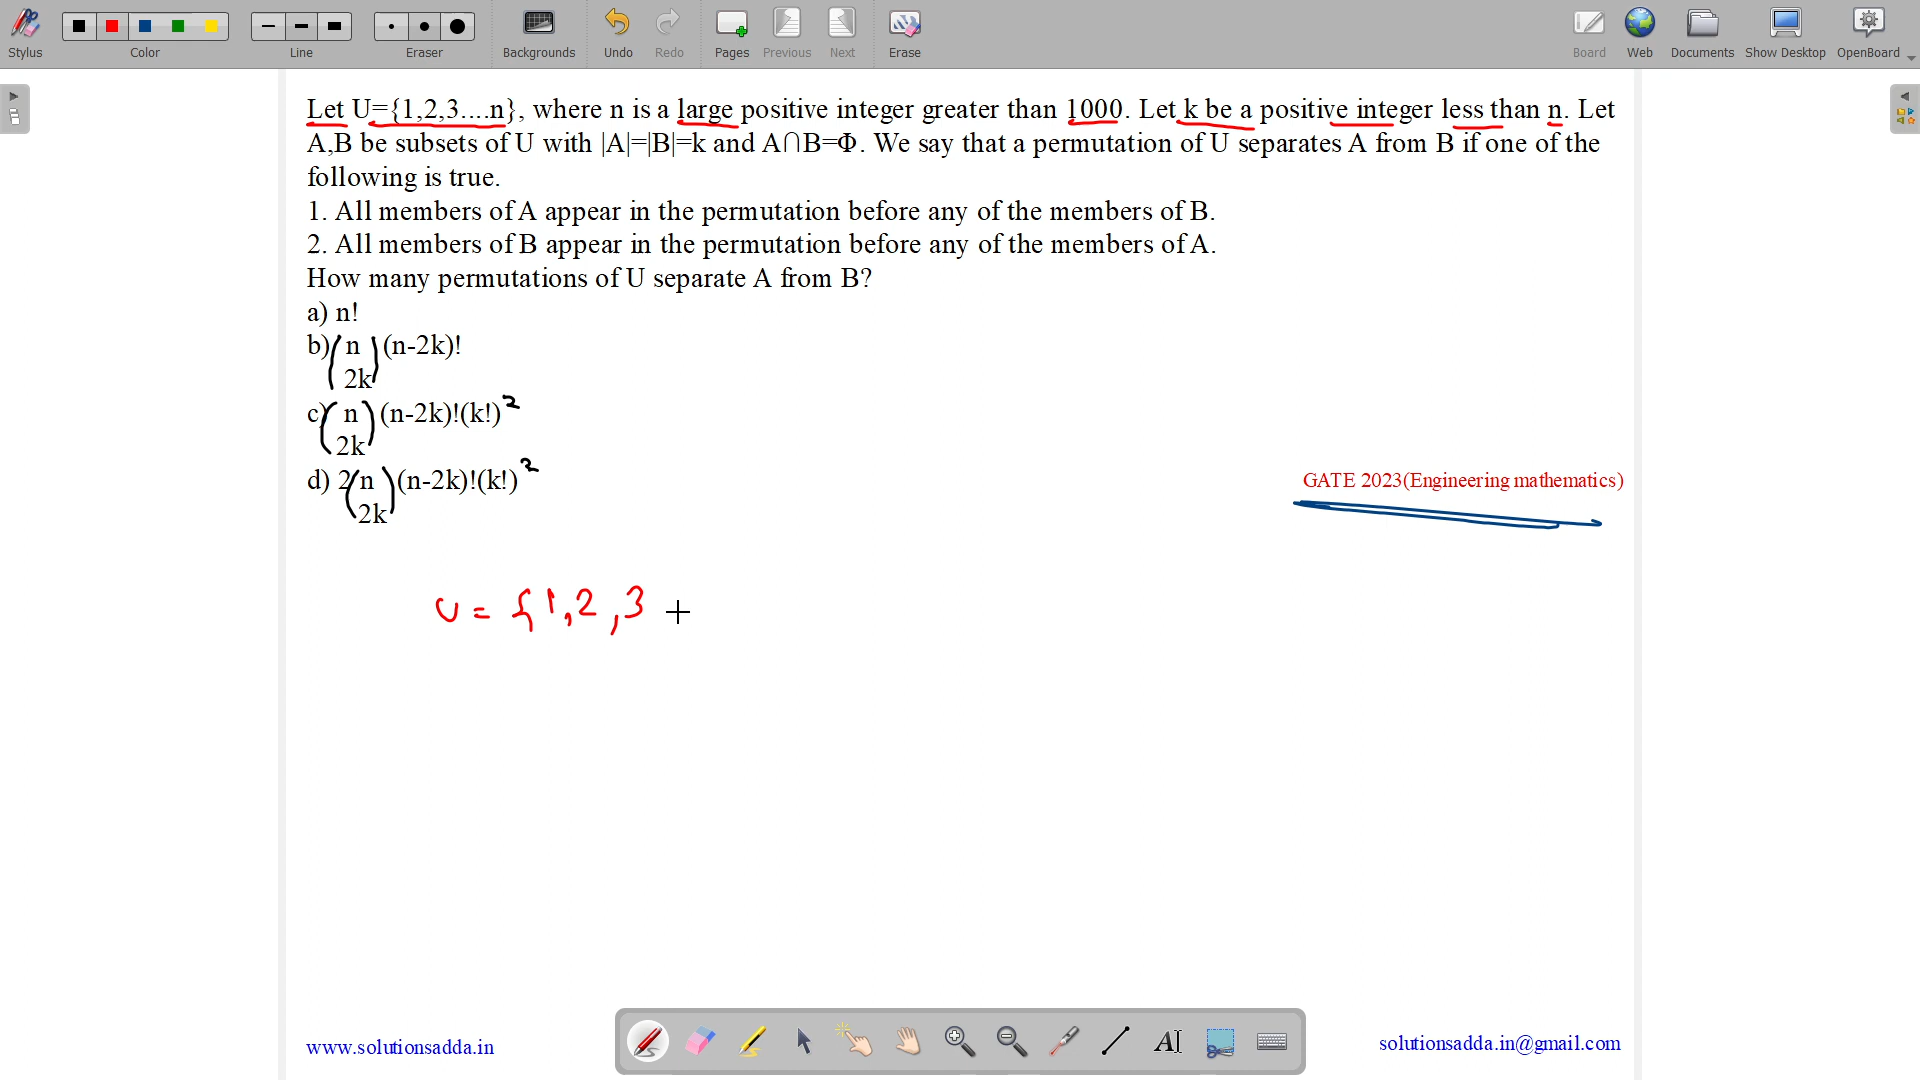 Stylus
Color
Line
Eraser
Backgrounds
Undo
Redo
Pages
Previous
Next
Erase
Board
Web
Documents
Show Desktop
OpenBoard
Let U={1,2,3....n}, where n is a large positive integer greater than 1000. Let k be a positive integer less than n. Let
A,B be subsets of U with |A|=|B|=k and A∩B=Φ. We say that a permutation of U separates A from B if one of the
following is true.
1. All members of A appear in the permutation before any of the members of B.
2. All members of B appear in the permutation before any of the members of A.
How many permutations of U separate A from B?
a) n!
b)( n )(n-2k)!
2k
c)( n )(n-2k)!(k!)²
2k
d) 2(n )(n-2k)!(k!)²
2k
GATE 2023(Engineering mathematics)
U = {1,2,3
www.solutionsadda.in
solutionsadda.in@gmail.com
AI